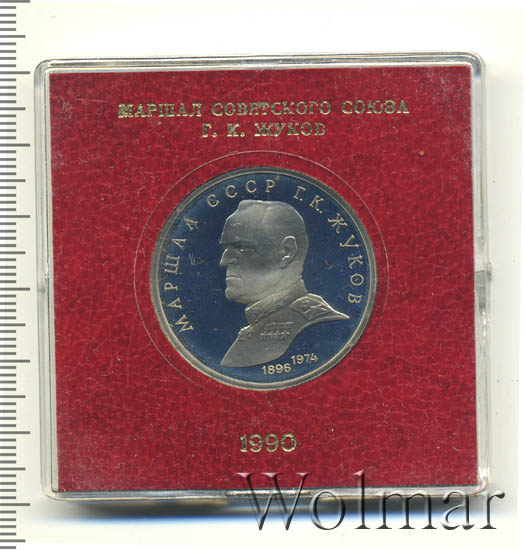 МАРШАЛ СОВЕТСКОГО СОЮЗА
Г. К. ЖУКОВ
МАРШАЛ СССР Г.К. ЖУКОВ
1896 1974
1990
Wolmar